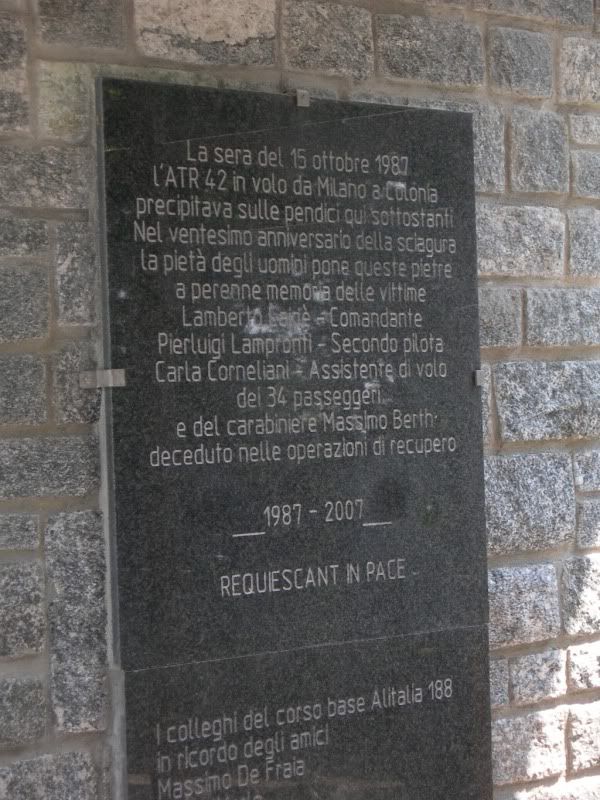 La sera del 15 ottobre 1987
l'ATR 42 in volo da Milano a Colonia
precipitava sulle pendici qui sottostanti
Nel ventesimo anniversario della sciagura
la pietà degli uomini pone queste pietre
a perenne memoria delle vittime
Lamberto - Comandante
Pierluigi Lampronti - Secondo pilota
Carla Corneliani - Assistente di volo
dei 34 passeggeri
e del carabiniere Massimo Berth
deceduto nelle operazioni di recupero
1987 - 2007
REQUIESCANT IN PACE
I colleghi del corso base Alitalia 188
in ricordo degli amici
Massimo De Fraia